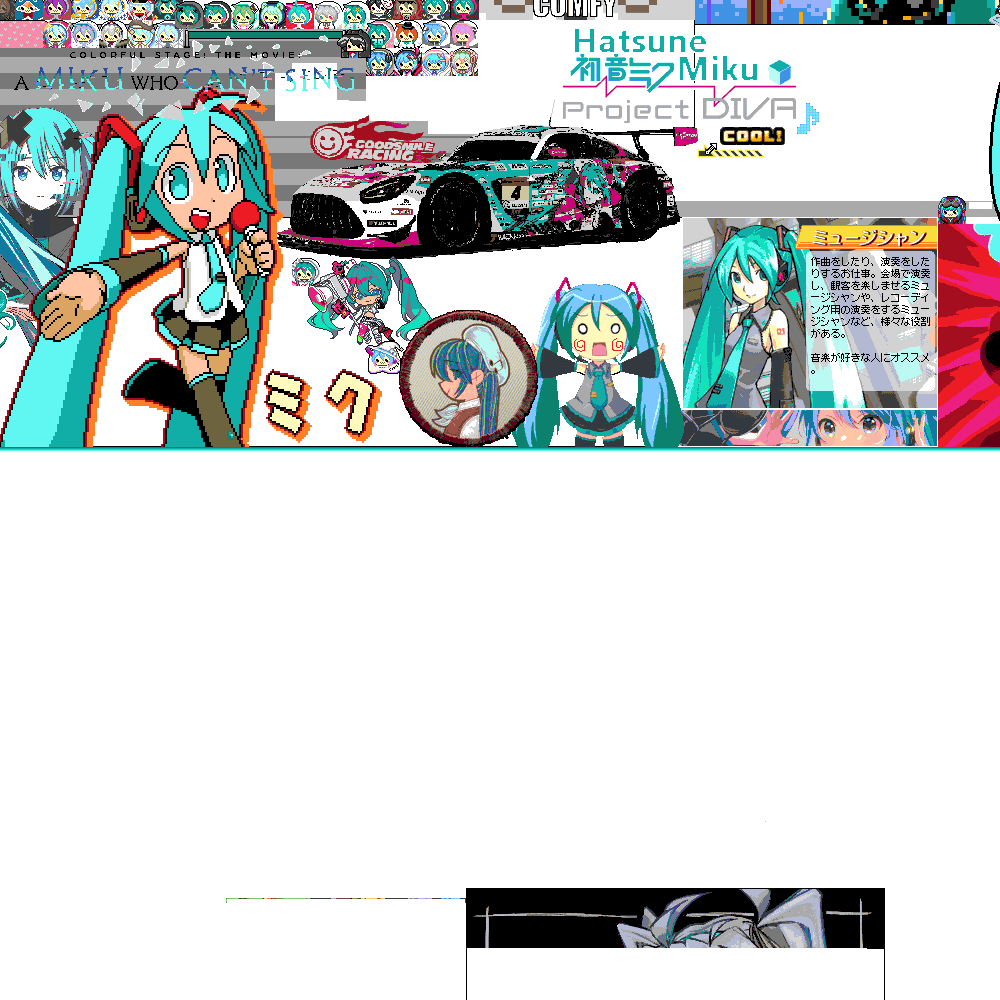 COMFY
Hatsune
初音ミク Miku
Project DIVA
COOL!
COLORFUL STAGE! THE MOVIE:
A MIKU WHO CAN'T SING
GOODSMILE
RACING
4
ミュージシャン
作曲をしたり、演奏をした
りするお仕事。会場で演奏
し、観客を楽しませるミュ
ージシャンや、レコーディ
ング用の演奏をするミュー
ジシャンなど、様々な役割
がある。
音楽が好きな人にオススメ
。
01
ミク